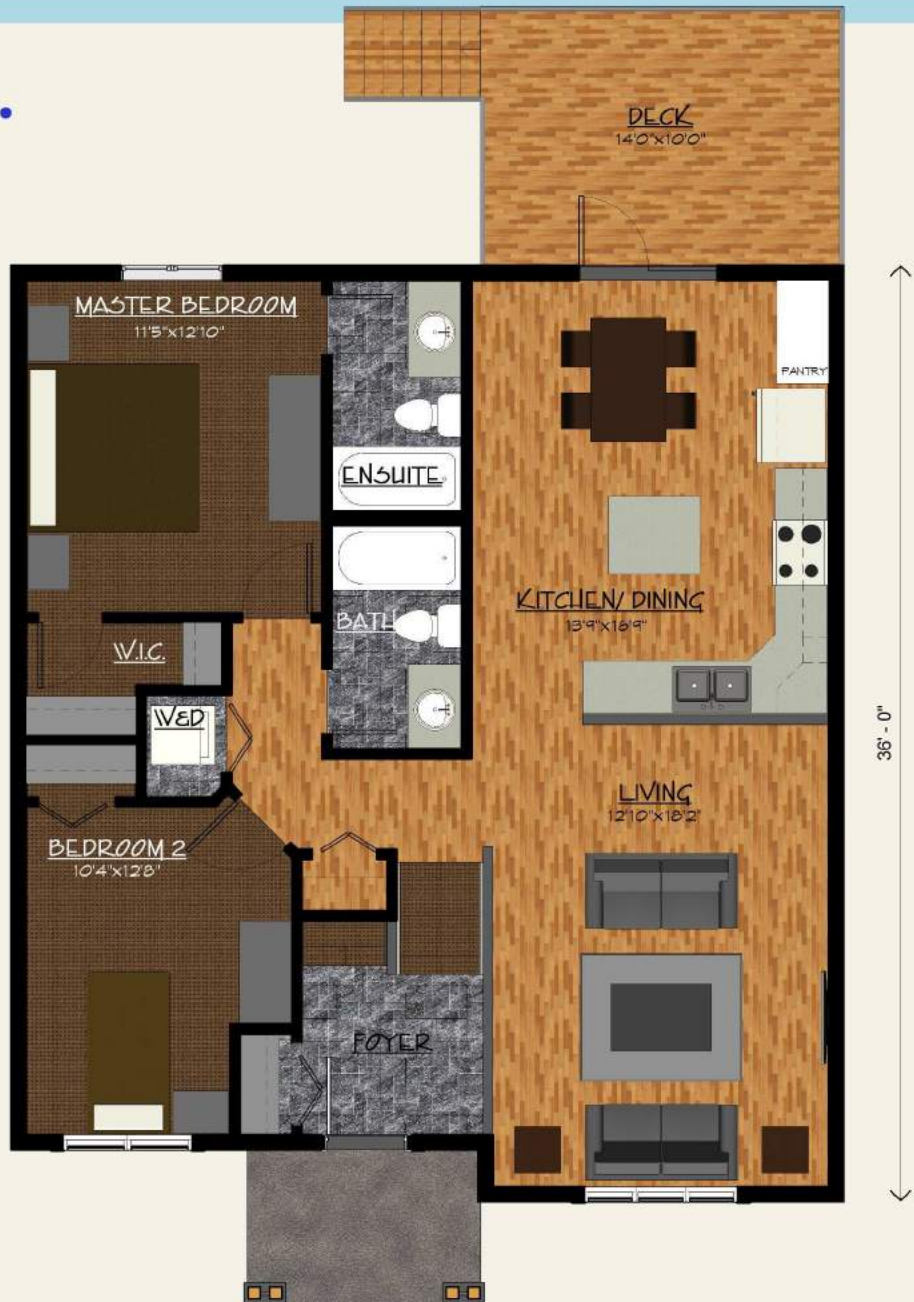 DECK
14'0"x10'0"
MASTER BEDROOM
11'5"x12'10"
PANTRY
ENSUITE
BATH
KITCHEN/ DINING
13'9"x18'9"
W.I.C.
W&D
36' - 0"
LIVING
12'10"x18'2"
BEDROOM 2
10'4"x12'8"
FOYER